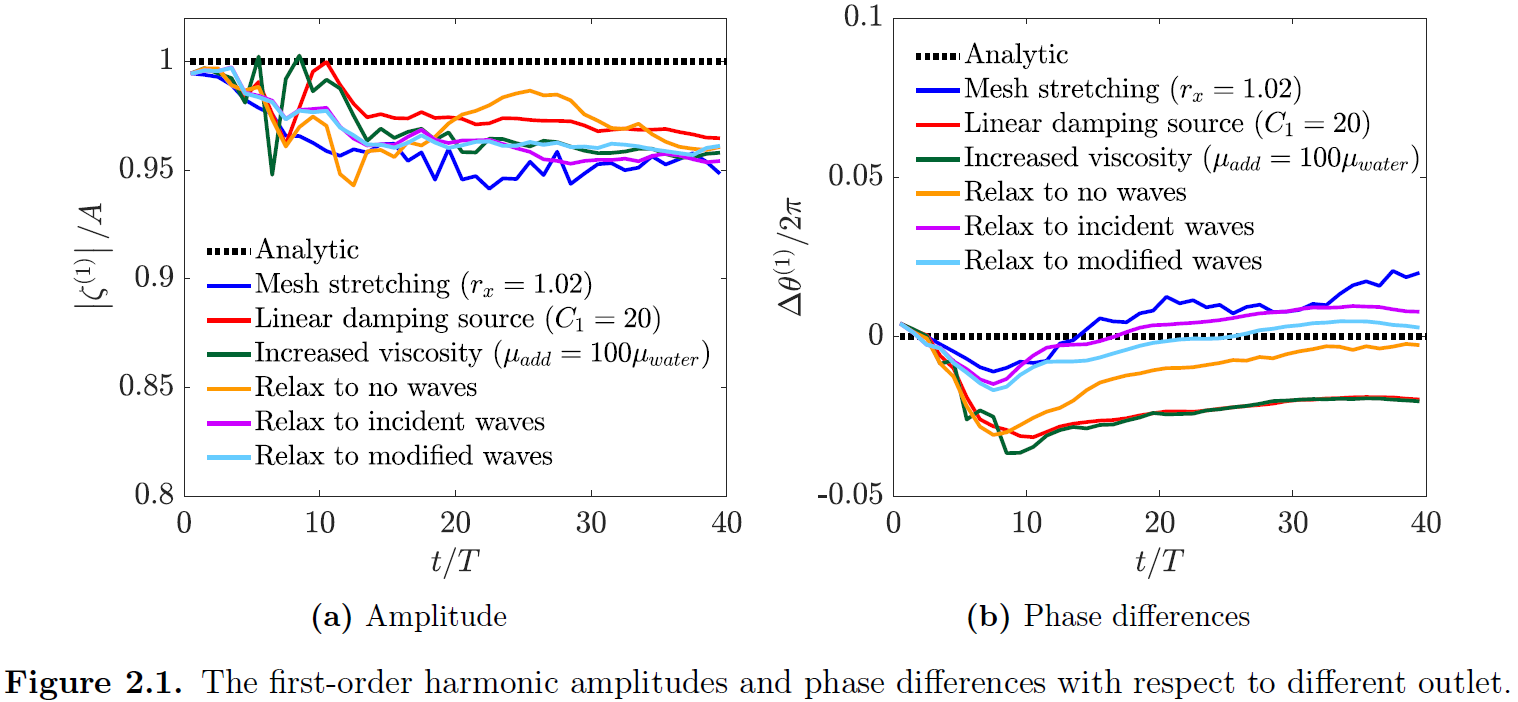 1
0.95
0.9
0.85
0.8
|ζ^(1)|/A
Analytic
Mesh stretching (r_x = 1.02)
Linear damping source (C_1 = 20)
Increased viscosity (μ_add = 100μ_water)
Relax to no waves
Relax to incident waves
Relax to modified waves
0 10 20 30 40
t/T
(a) Amplitude
0.1
0.05
0
-0.05
Δθ^(1)/2π
Analytic
Mesh stretching (r_x = 1.02)
Linear damping source (C_1 = 20)
Increased viscosity (μ_add = 100μ_water)
Relax to no waves
Relax to incident waves
Relax to modified waves
0 10 20 30 40
t/T
(b) Phase differences
Figure 2.1. The first-order harmonic amplitudes and phase differences with respect to different outlet.